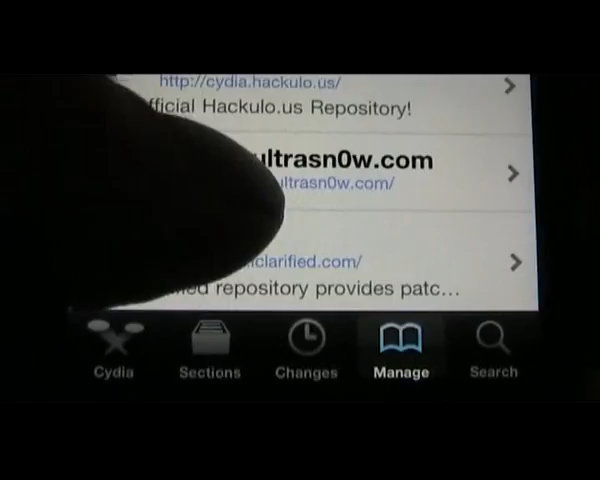 http://cydia.hackulo.us/
Hackulo.us Repository!
ultrasn0w.com
ultrasn0w.com/
iclarified.com/
repository provides patc...
Cydia Sections Changes Manage Search